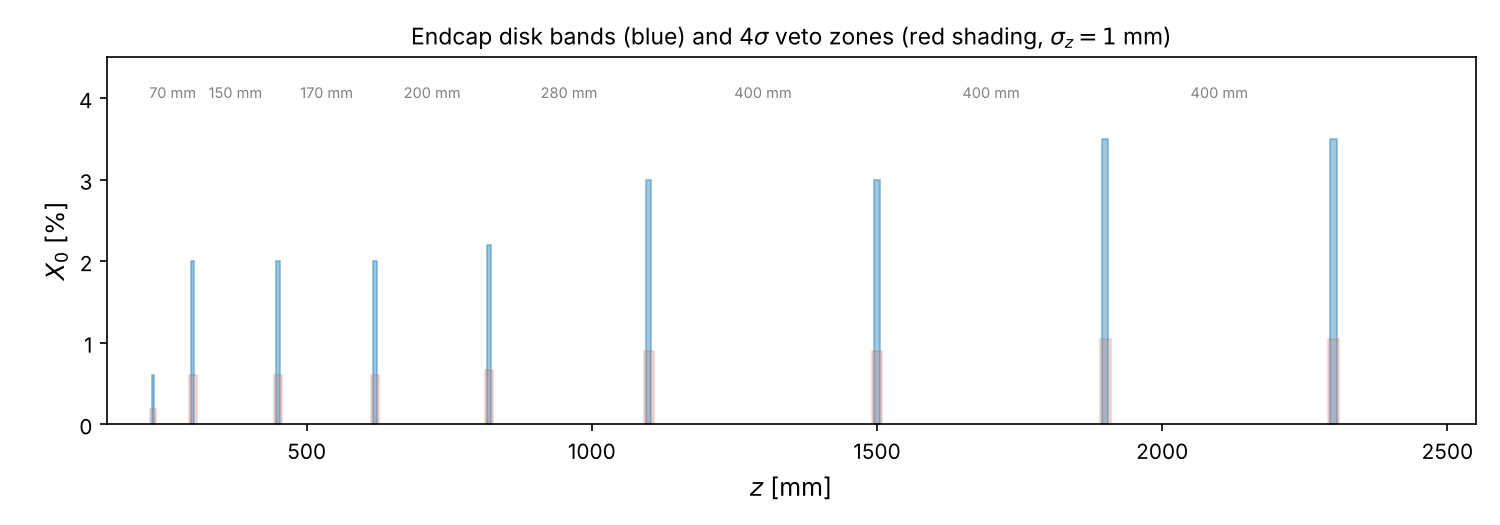 Endcap disk bands (blue) and 4σ veto zones (red shading, σz = 1 mm)
70 mm 150 mm 170 mm 200 mm 280 mm 400 mm 400 mm 400 mm
4
3
2
1
0
X0 [%]
500 1000 1500 2000 2500
z [mm]